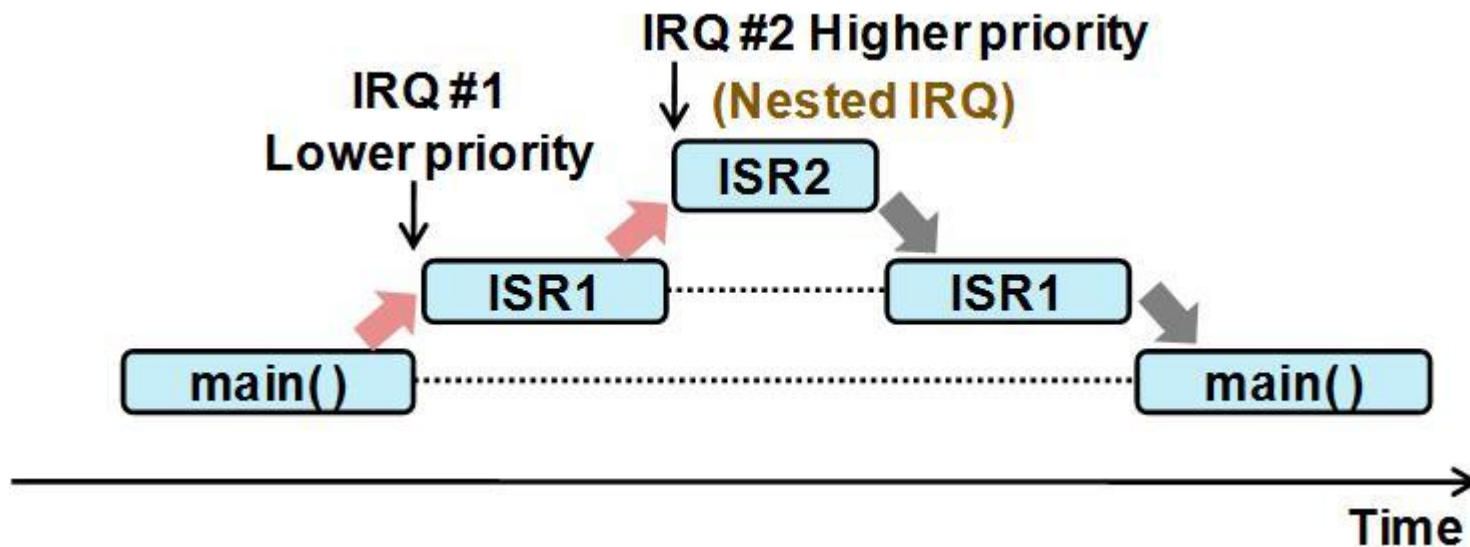 IRQ #2 Higher priority
(Nested IRQ)
IRQ #1
Lower priority
ISR2
ISR1
ISR1
main()
main()
Time